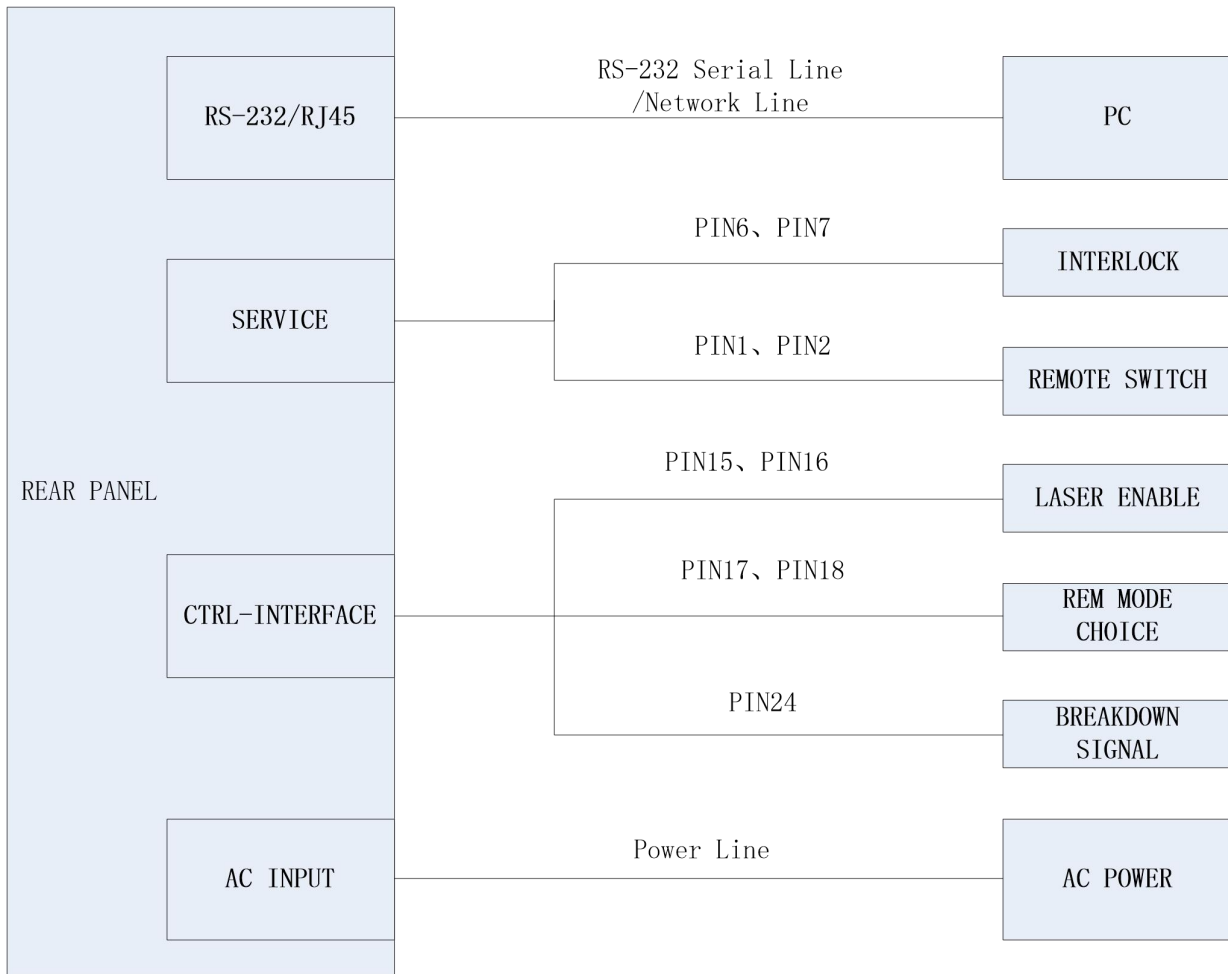 RS-232 Serial Line
/Network Line
RS-232/RJ45
PC
PIN6、PIN7
INTERLOCK
SERVICE
PIN1、PIN2
REMOTE SWITCH
PIN15、PIN16
REAR PANEL
LASER ENABLE
PIN17、PIN18
CTRL-INTERFACE
REM MODE
CHOICE
PIN24
BREAKDOWN
SIGNAL
Power Line
AC INPUT
AC POWER